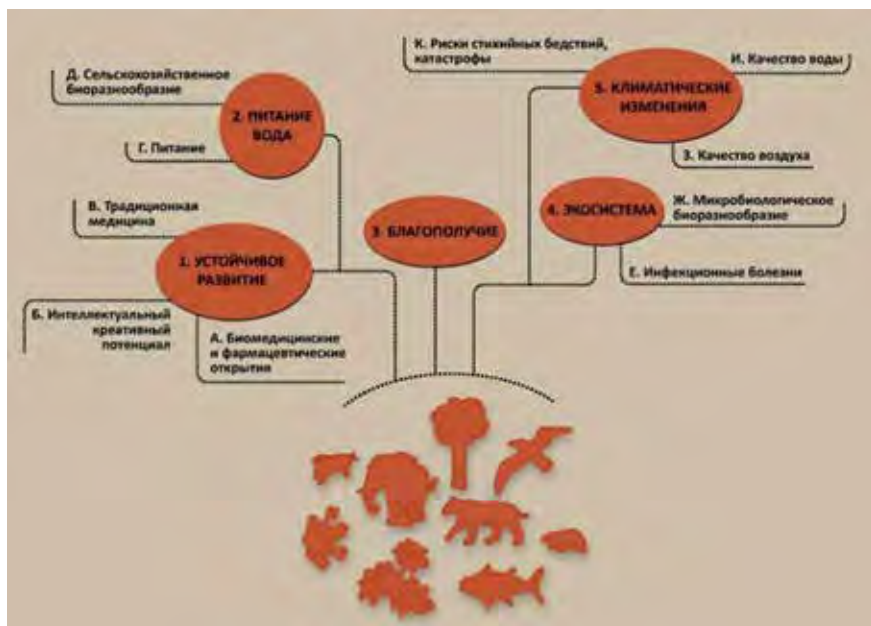 К. Риски стихийных бедствий,
катастрофы
И. Качество воды
5. КЛИМАТИЧЕСКИЕ
ИЗМЕНЕНИЯ
З. Качество воздуха
Д. Сельскохозяйственное
биоразнообразие
2. ПИТАНИЕ
ВОДА
Г. Питание
В. Традиционная
медицина
1. УСТОЙЧИВОЕ
РАЗВИТИЕ
Б. Интеллектуальный
креативный
потенциал
А. Биомедицинские
и фармацевтические
открытия
3. БЛАГОПОЛУЧИЕ
4. ЭКОСИСТЕМА
Ж. Микробиологическое
биоразнообразие
Е. Инфекционные болезни